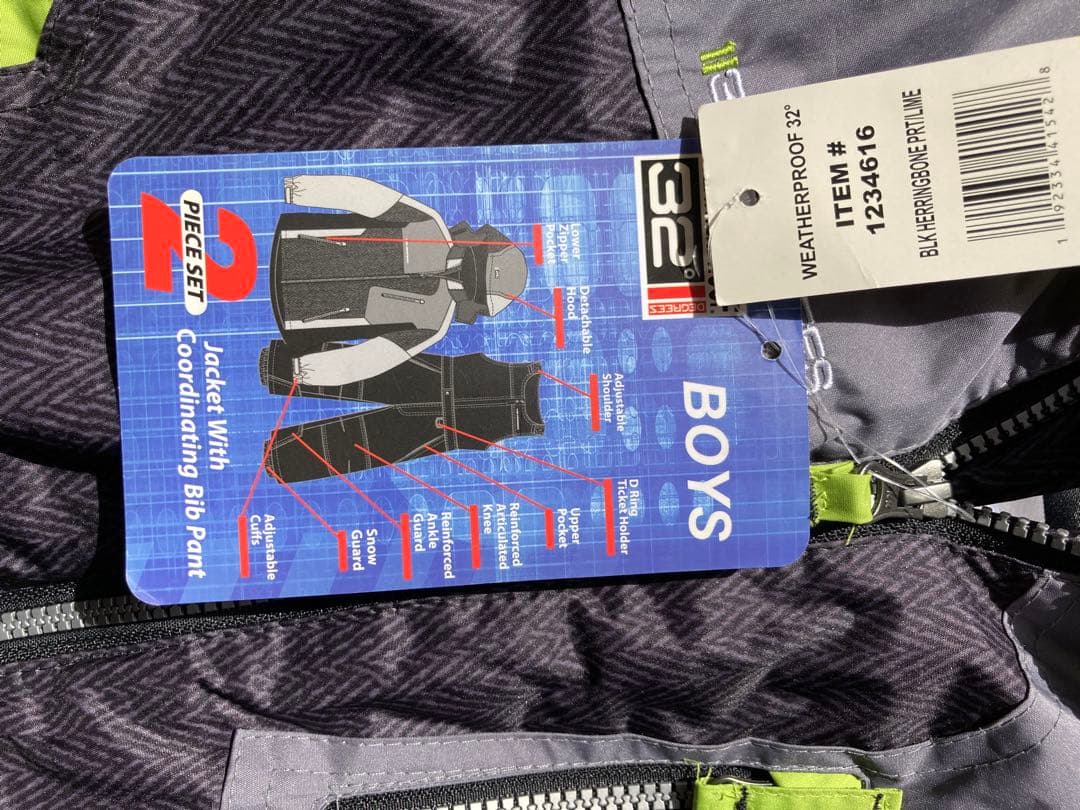 WEATHERPROOF 32°
ITEM #
1234616
BLK HERRINGBONE PRT/LIME
1 92334 41542 8
32°
DEGREES
BOYS
Lower
Zipper
Pocket
Detachable
Hood
Adjustable
Shoulder
D Ring
Ticket Holder
Upper
Pocket
Reinforced
Articulated
Knee
Reinforced
Ankle
Guard
Snow
Guard
Adjustable
Cuffs
2
PIECE SET
Jacket With
Coordinating Bib Pant